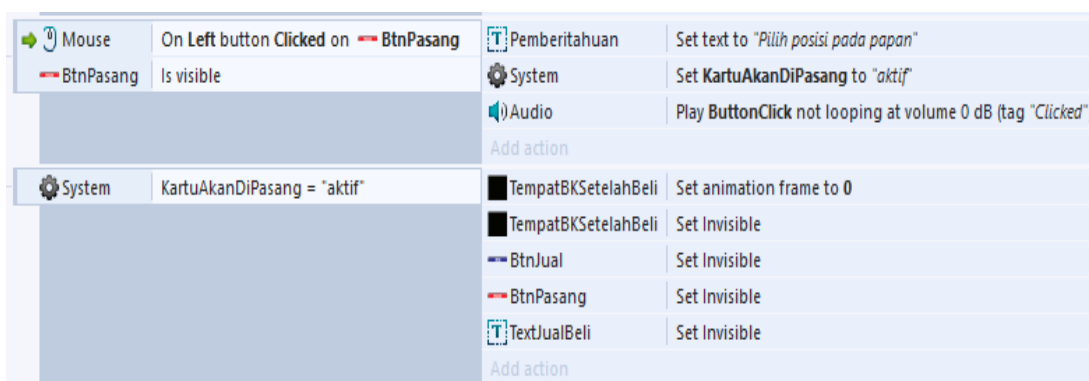 Mouse On Left button Clicked on BtnPasang T Pemberitahuan Set text to "Pilih posisi pada papan"
BtnPasang Is visible System Set KartuAkanDiPasang to "aktif"
Audio Play ButtonClick not looping at volume 0 dB (tag "Clicked"
Add action
System KartuAkanDiPasang = "aktif" TempatBKSetelahBeli Set animation frame to 0
TempatBKSetelahBeli Set Invisible
BtnJual Set Invisible
BtnPasang Set Invisible
T TextJualBeli Set Invisible
Add action